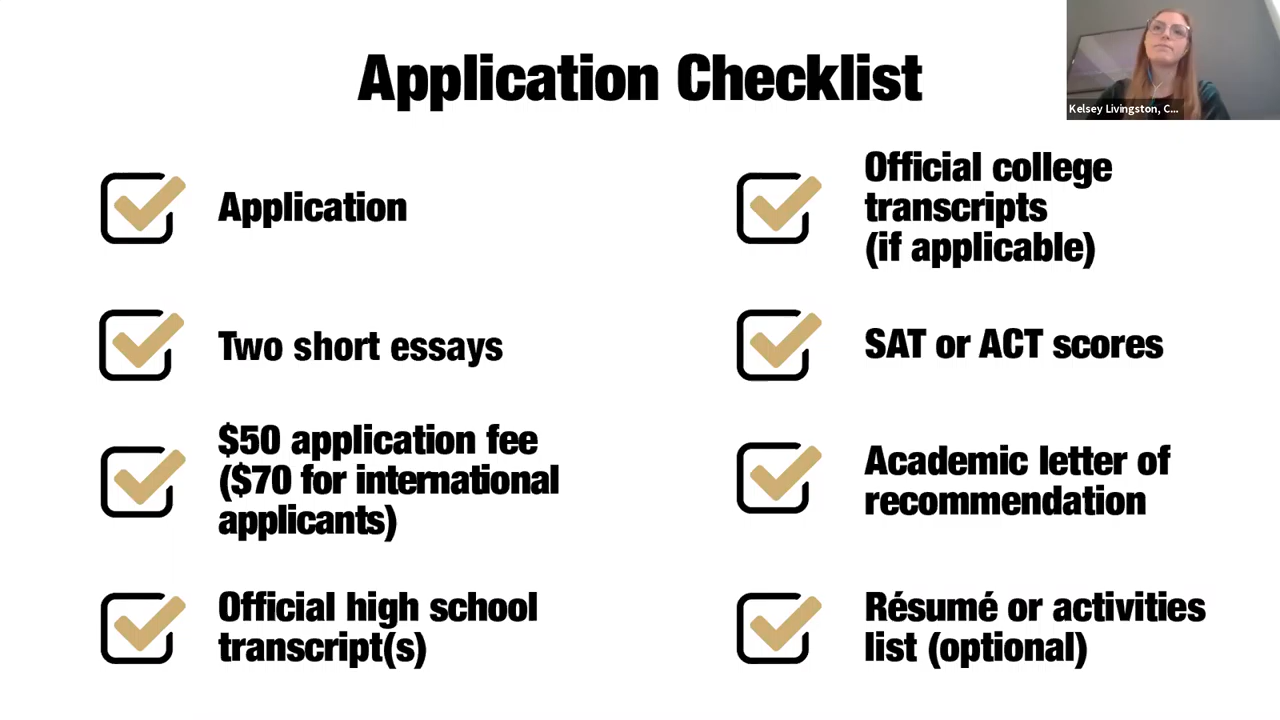 Application Checklist
Kelsey Livingston, C...
Application
Two short essays
$50 application fee
($70 for international
applicants)
Official high school
transcript(s)
Official college
transcripts
(if applicable)
SAT or ACT scores
Academic letter of
recommendation
Résumé or activities
list (optional)